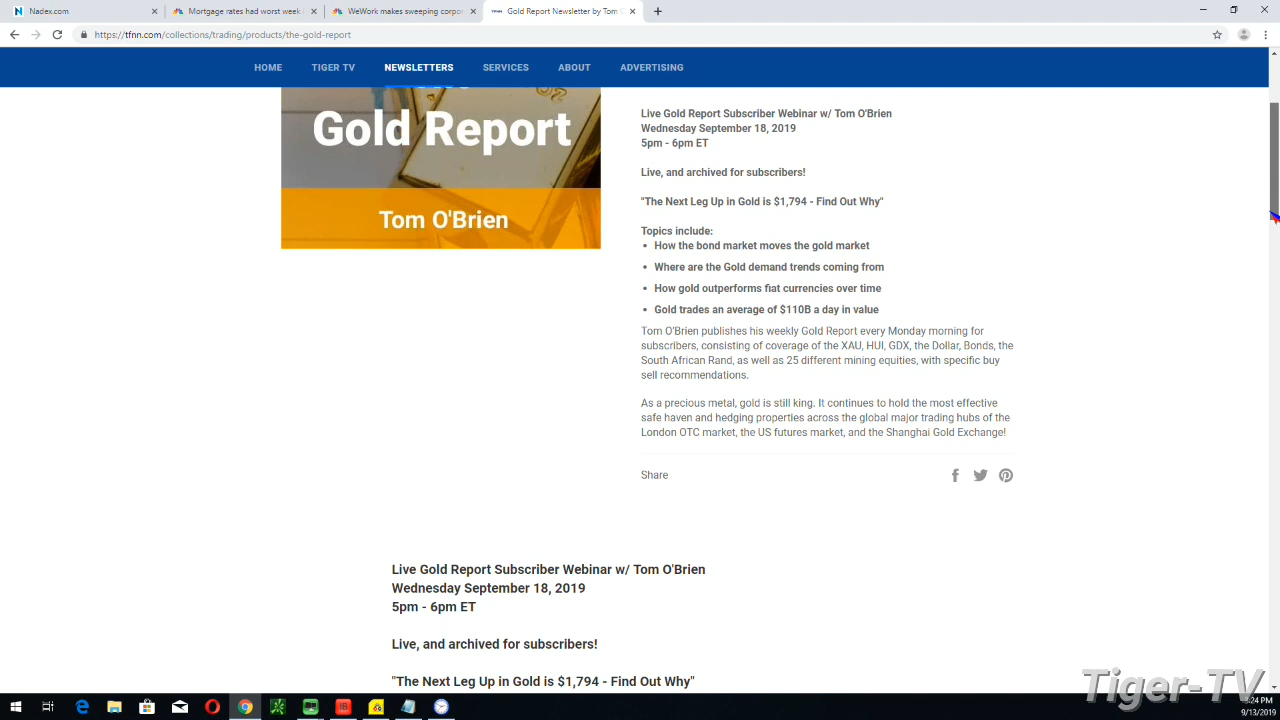 Nadex.com
Mortgage rates had worst week
WeWork makes sweeping corpor
Gold Report Newsletter by Tom
https://tfnn.com/collections/trading/products/the-gold-report
HOME TIGER TV NEWSLETTERS SERVICES ABOUT ADVERTISING
Gold Report
Tom O'Brien
Live Gold Report Subscriber Webinar w/ Tom O'Brien
Wednesday September 18, 2019
5pm - 6pm ET
Live, and archived for subscribers!
"The Next Leg Up in Gold is $1,794 - Find Out Why"
Topics include:
• How the bond market moves the gold market
• Where are the Gold demand trends coming from
• How gold outperforms fiat currencies over time
• Gold trades an average of $110B a day in value
Tom O'Brien publishes his weekly Gold Report every Monday morning for
subscribers, consisting of coverage of the XAU, HUI, GDX, the Dollar, Bonds, the
South African Rand, as well as 25 different mining equities, with specific buy
sell recommendations.
As a precious metal, gold is still king. It continues to hold the most effective
safe haven and hedging properties across the global major trading hubs of the
London OTC market, the US futures market, and the Shanghai Gold Exchange!
Share
Live Gold Report Subscriber Webinar w/ Tom O'Brien
Wednesday September 18, 2019
5pm - 6pm ET
Live, and archived for subscribers!
"The Next Leg Up in Gold is $1,794 - Find Out Why"
Tiger-TV
:24 PM
9/13/2019